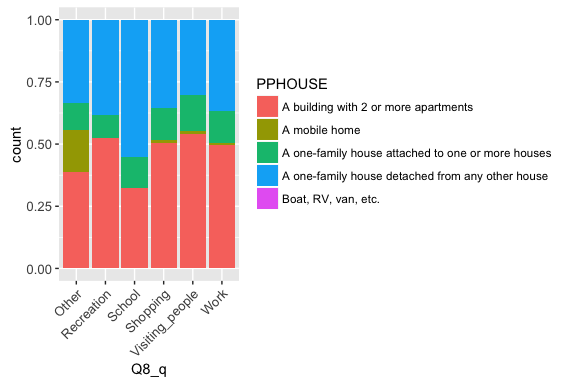 1.00
0.75
0.50
0.25
0.00
count
Other
Recreation
School
Shopping
Visiting_people
Work
Q8_q
PPHOUSE
A building with 2 or more apartments
A mobile home
A one-family house attached to one or more houses
A one-family house detached from any other house
Boat, RV, van, etc.